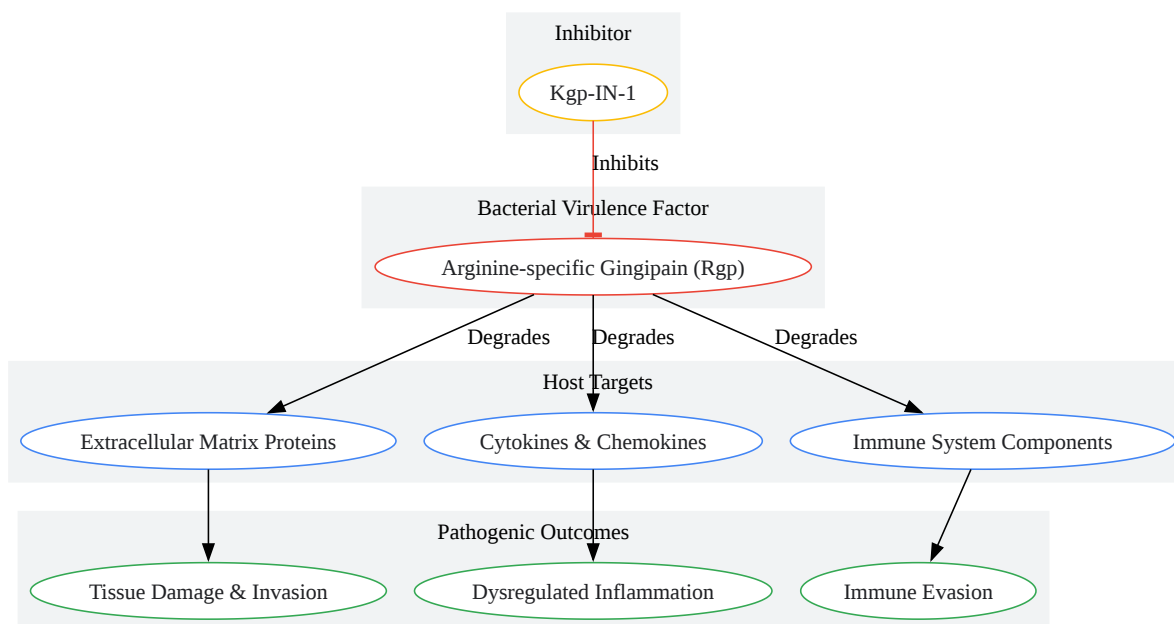 Inhibitor
Kgp-IN-1
Inhibits
Bacterial Virulence Factor
Arginine-specific Gingipain (Rgp)
Degrades
Degrades
Degrades
Host Targets
Extracellular Matrix Proteins
Cytokines & Chemokines
Immune System Components
Pathogenic Outcomes
Tissue Damage & Invasion
Dysregulated Inflammation
Immune Evasion